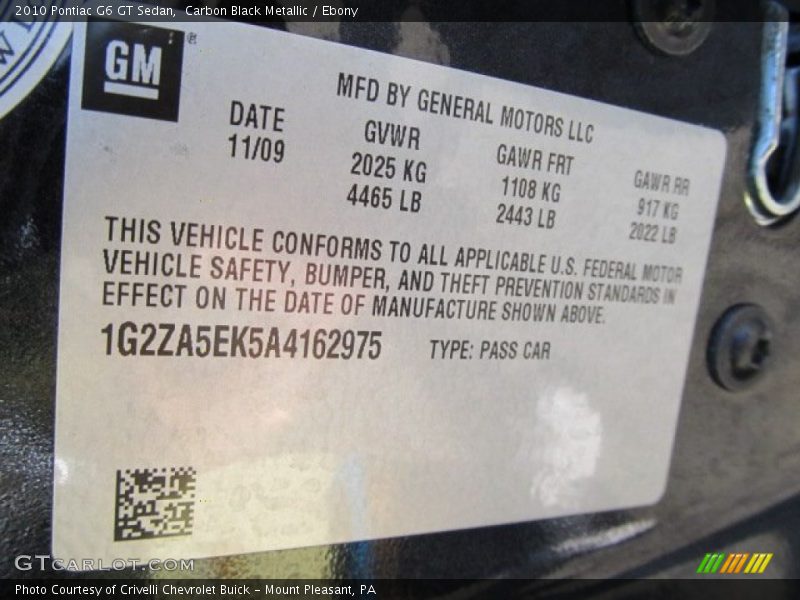 2010 Pontiac G6 GT Sedan, Carbon Black Metallic / Ebony
GM ®
MFD BY GENERAL MOTORS LLC
DATE GVWR GAWR FRT GAWR RR
11/09 2025 KG 1108 KG 917 KG
4465 LB 2443 LB 2022 LB
THIS VEHICLE CONFORMS TO ALL APPLICABLE U.S. FEDERAL MOTOR
VEHICLE SAFETY, BUMPER, AND THEFT PREVENTION STANDARDS IN
EFFECT ON THE DATE OF MANUFACTURE SHOWN ABOVE.
1G2ZA5EK5A4162975 TYPE: PASS CAR
GTCARLOT.COM
Photo Courtesy of Crivelli Chevrolet Buick – Mount Pleasant, PA